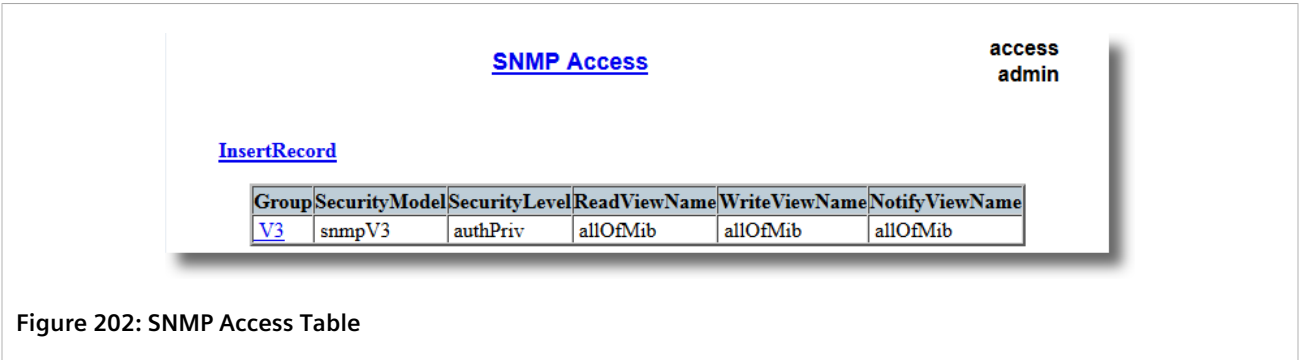 SNMP Access
access
admin
InsertRecord
Group SecurityModel SecurityLevel ReadViewName WriteViewName NotifyViewName
V3 snmpV3 authPriv allOfMib allOfMib allOfMib
Figure 202: SNMP Access Table